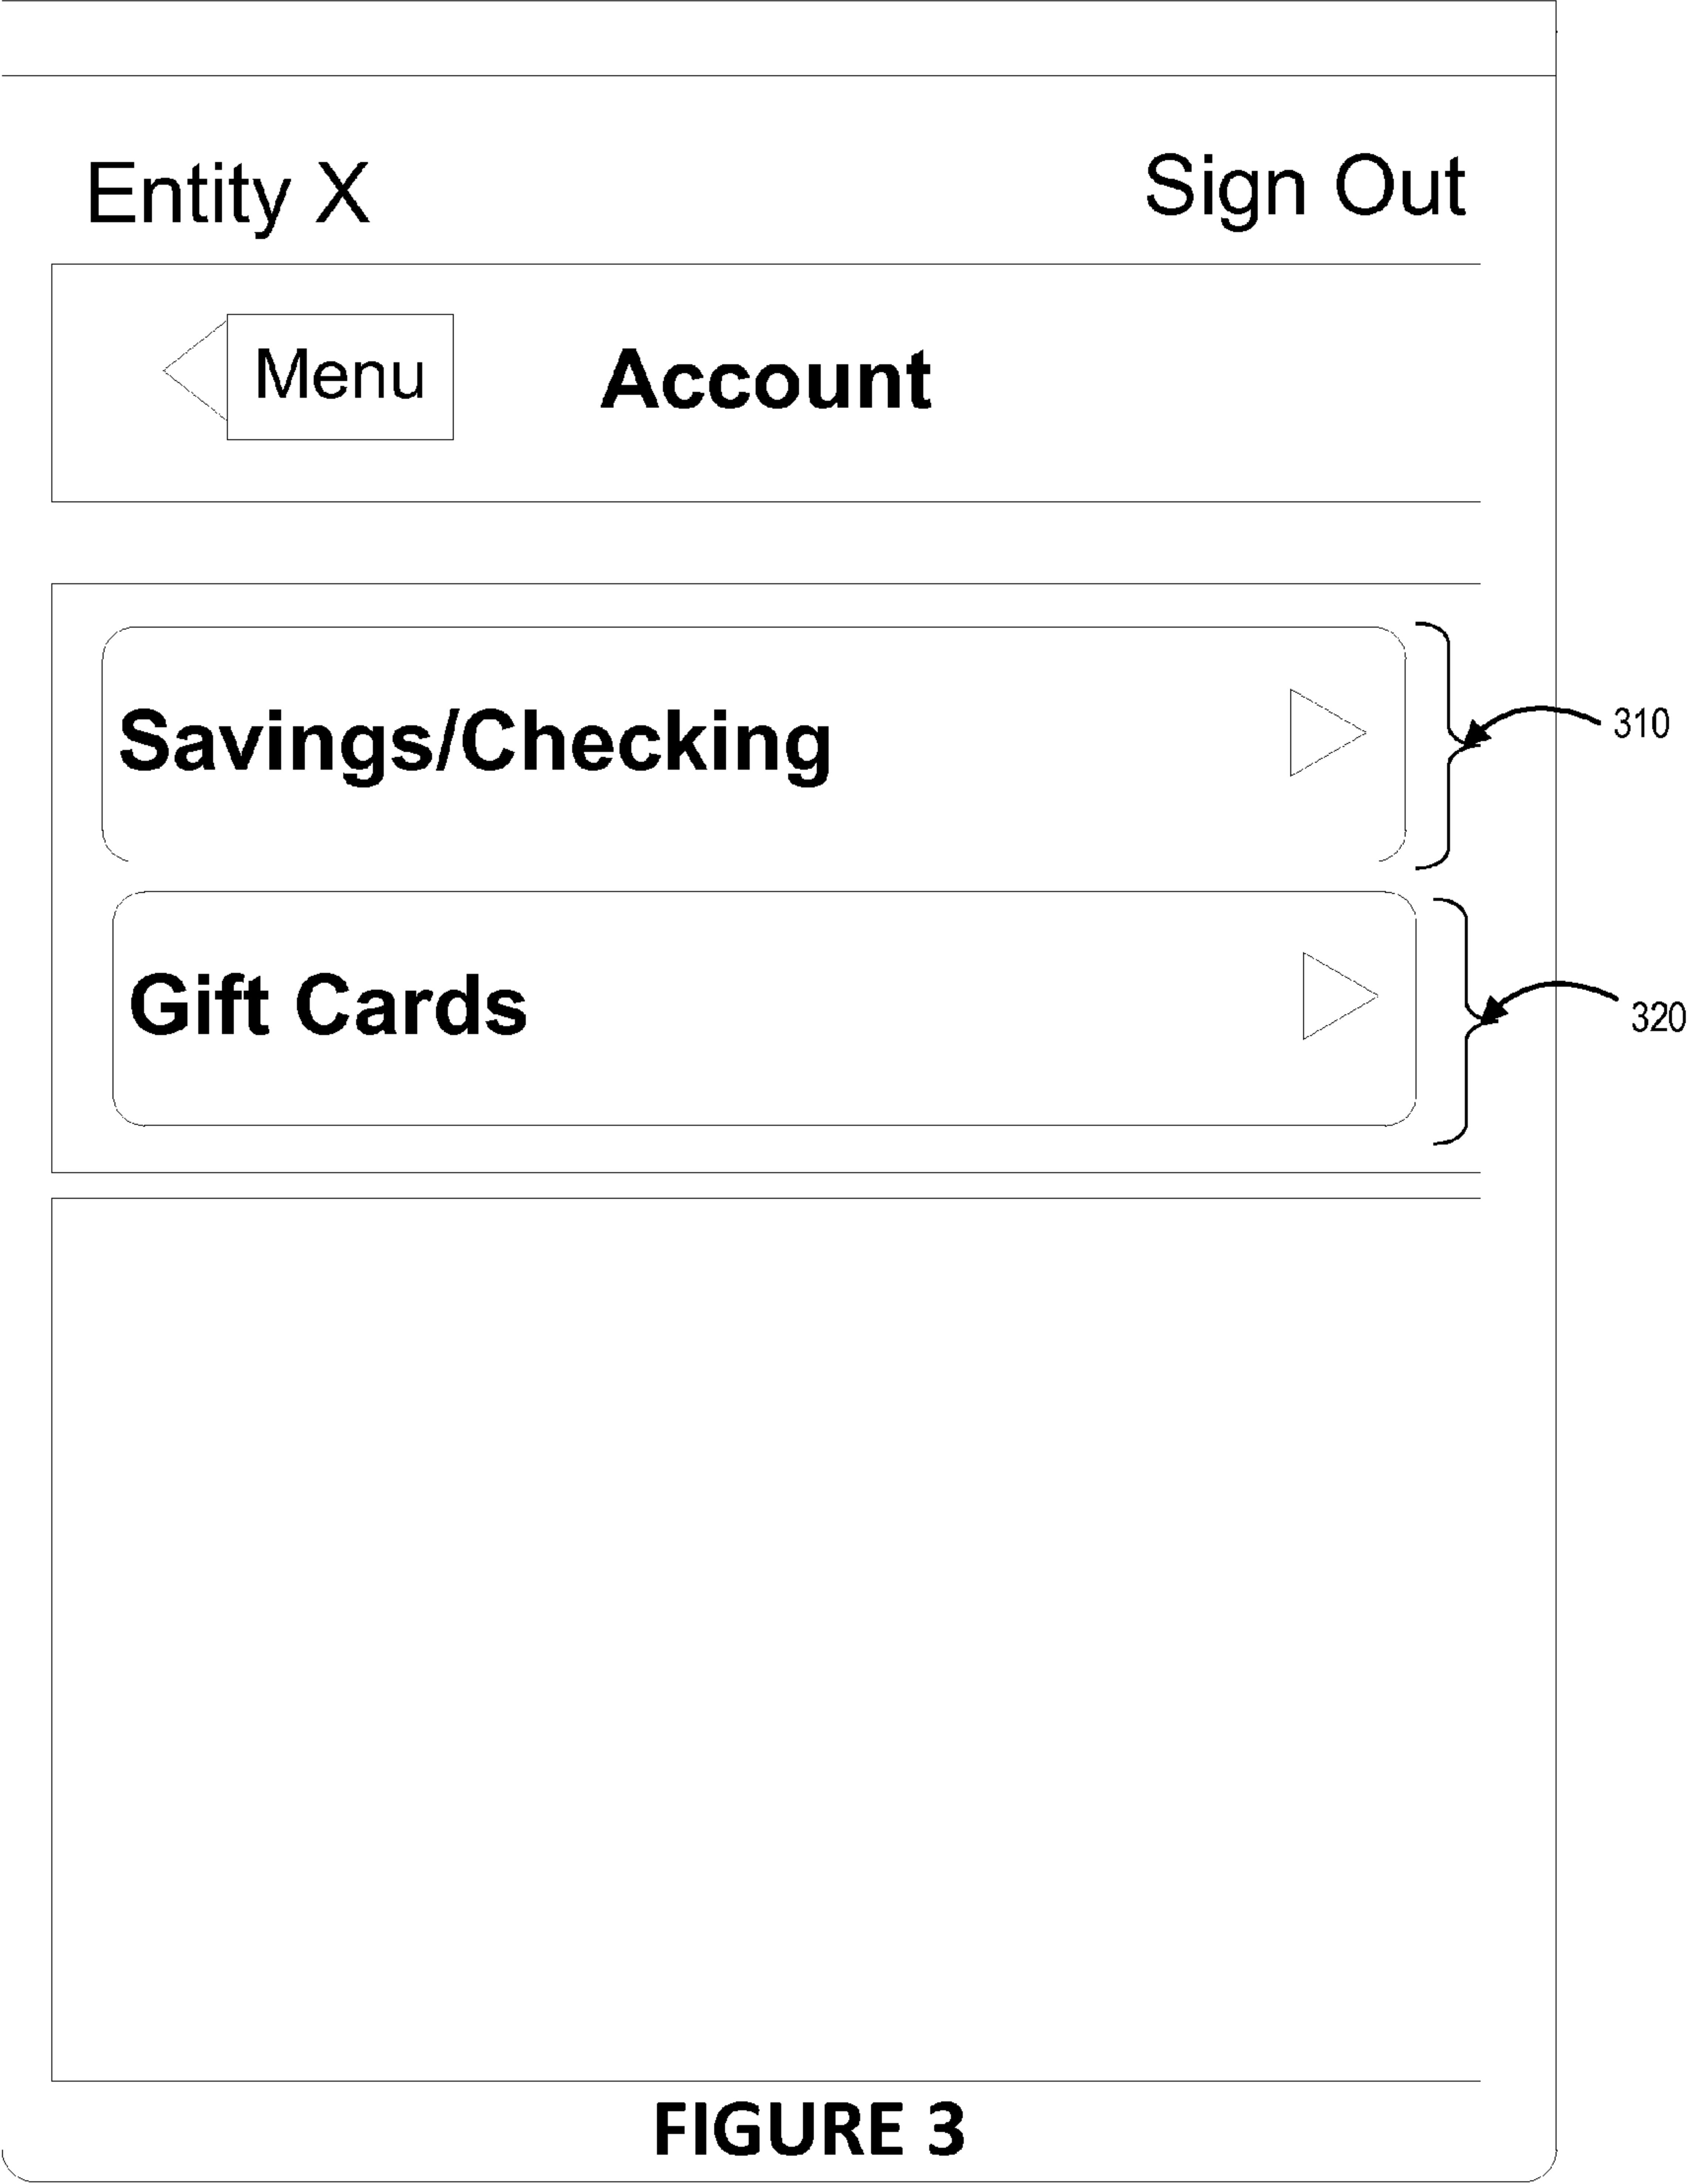 Entity X Sign Out
Menu Account
Savings/Checking
310
Gift Cards
320
FIGURE 3